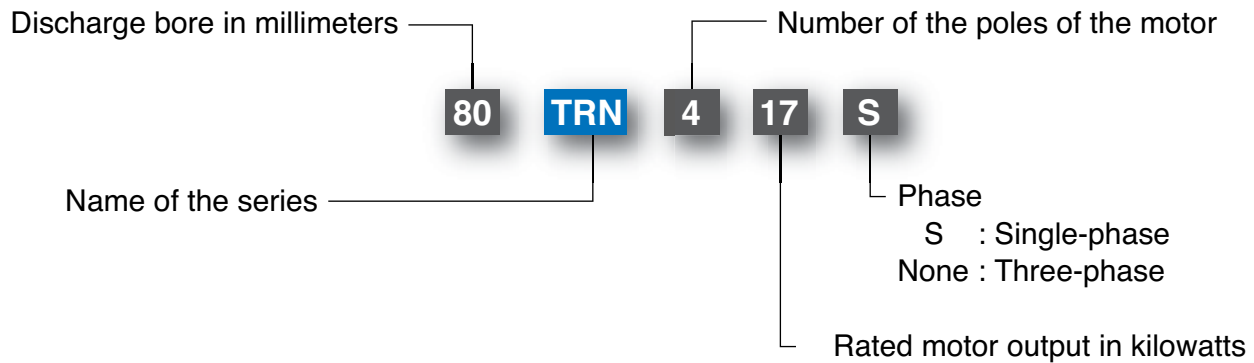 Discharge bore in millimeters
Number of the poles of the motor
80 TRN 4 17 S
Name of the series
Phase
S : Single-phase
None : Three-phase
Rated motor output in kilowatts